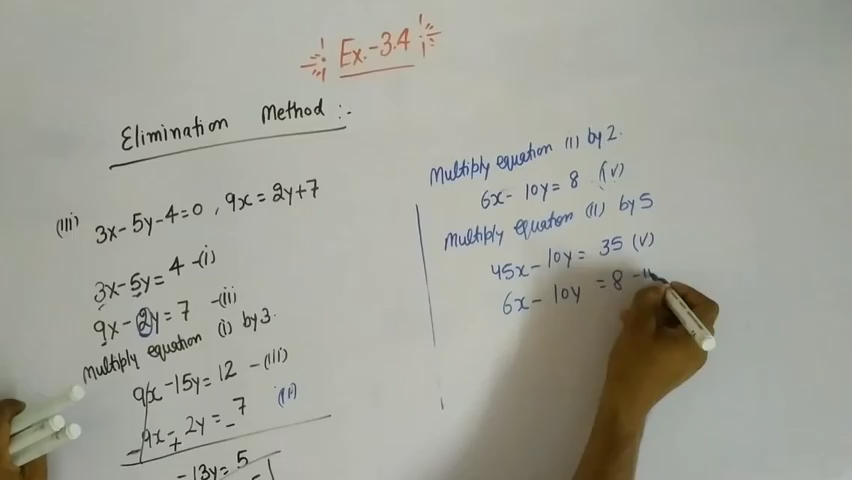 Ex.-3.4
Elimination Method :-
(iii) 3x-5y-4=0, 9x=2y+7
3x-5y=4 -(i)
9x-2y=7 -(ii)
Multiply equation (i) by 3.
9x-15y=12 -(iii)
-9x-+2y=-7 (ii)
-13y=5
Multiply equation (i) by 2.
6x-10y=8 (iv)
Multiply equation (ii) by 5
45x-10y=35 (v)
6x-10y=8